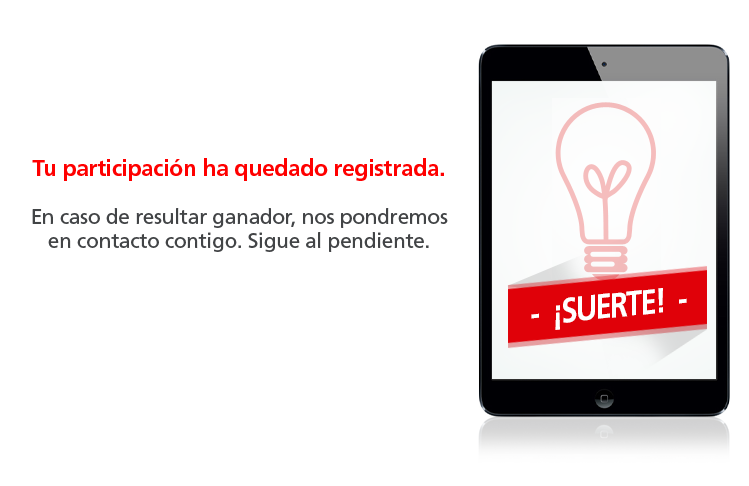 Tu participación ha quedado registrada.
En caso de resultar ganador, nos pondremos
en contacto contigo. Sigue al pendiente.
- ¡SUERTE! -